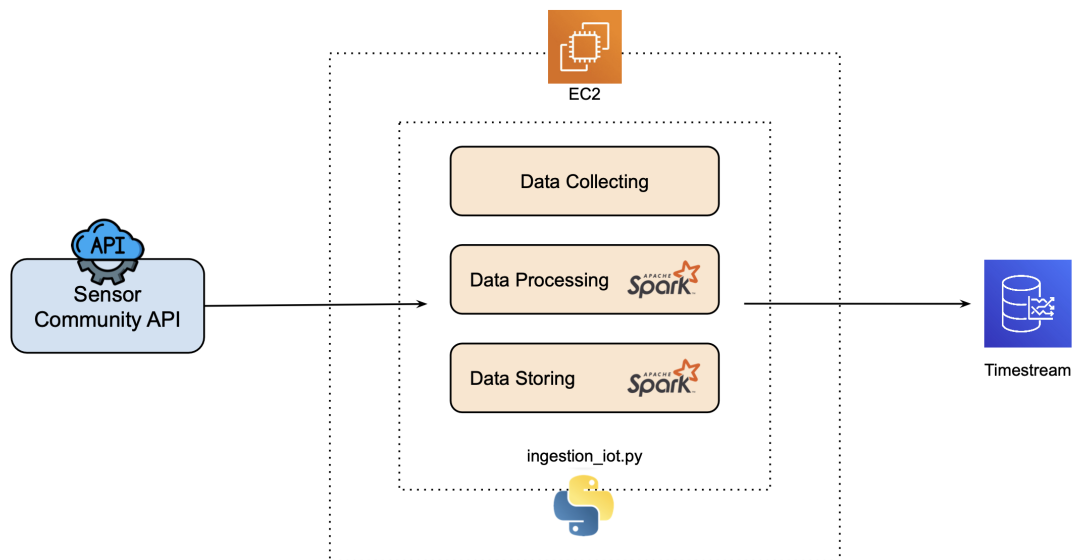 EC2
Data Collecting
API
Sensor
Community API
Data Processing
APACHE
Spark
Data Storing
APACHE
Spark
Timestream
ingestion_iot.py